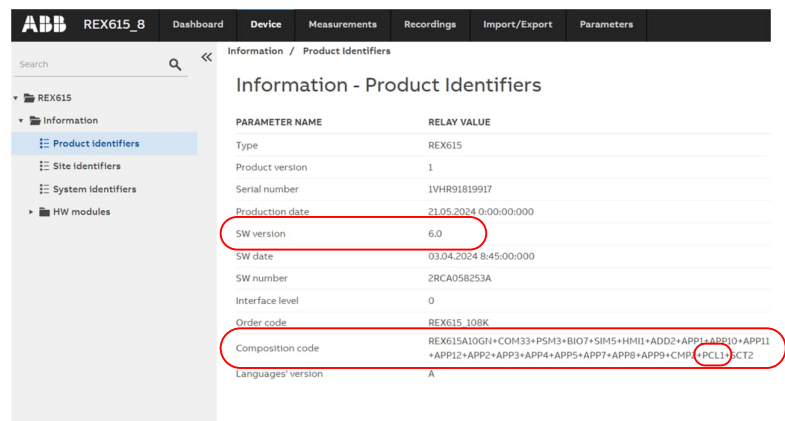 ABB REX615_8 Dashboard Device Measurements Recordings Import/Export Parameters
Search
REX615
Information
Product identifiers
Site identifiers
System identifiers
HW modules
Information / Product Identifiers
Information - Product Identifiers
PARAMETER NAME RELAY VALUE
Type REX615
Product version 1
Serial number 1VHR91819917
Production date 21.05.2024 0:00:00:000
SW version 6.0
SW date 03.04.2024 8:45:00:000
SW number 2RCA058253A
Interface level 0
Order code REX615_108K
Composition code REX615A10GN+COM33+PSM3+BIO7+SIM5+HMI1+ADD2+APP1+APP10+APP11
+APP12+APP2+APP3+APP4+APP5+APP7+APP8+APP9+CMP2+PCL1+SCT2
Languages' version A